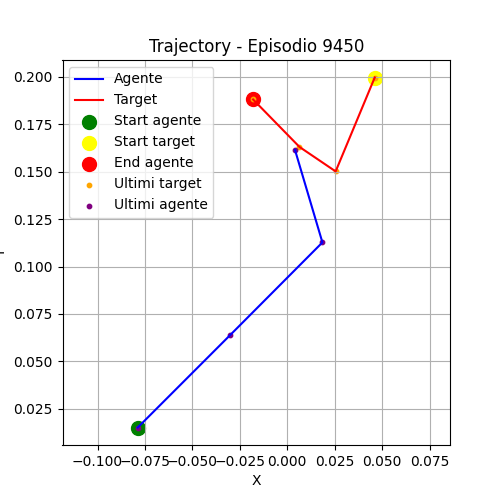 Trajectory - Episodio 9450
Agente
Target
Start agente
Start target
End agente
Ultimi target
Ultimi agente
0.200
0.175
0.150
0.125
0.100
0.075
0.050
0.025
−0.100 −0.075 −0.050 −0.025 0.000 0.025 0.050 0.075
X